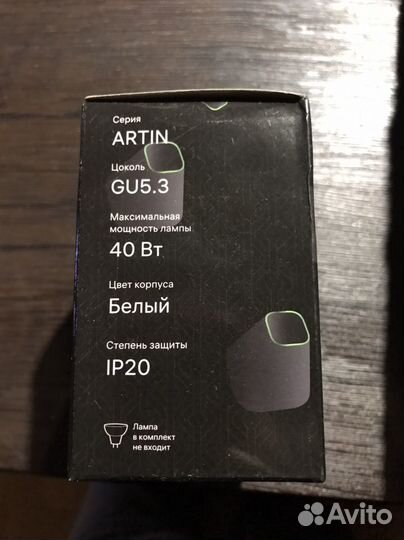 Серия
ARTIN
Цоколь
GU5.3
Максимальная
мощность лампы
40 Вт
Цвет корпуса
Белый
Степень защиты
IP20
Лампа
в комплект
не входит
Avito